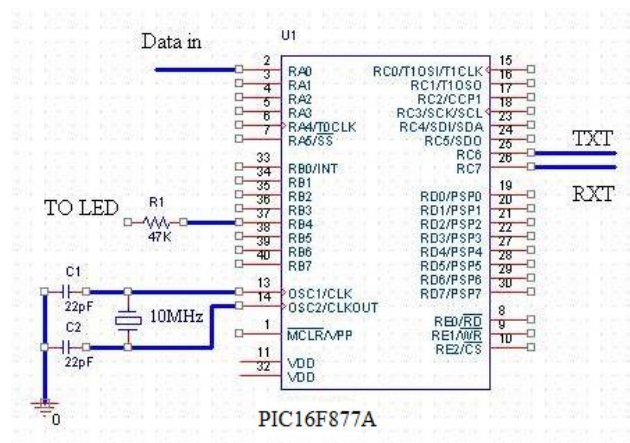 U1
Data in
2 RA0 RC0/T1OSI/T1CLK 15
3 RA1 RC1/T1OSO 16
4 RA2 RC2/CCP1 17
5 RA3 RC3/SCK/SCL 18
6 RA4/T0CLK RC4/SDI/SDA 23
7 RA5/SS RC5/SDO 24
RC6 25 TXT
RC7 26 RXT
33 RB0/INT
34 RB1 RD0/PSP0 19
35 RB2 RD1/PSP1 20
36 RB3 RD2/PSP2 21
TO LED R1 47K 37 RB4 RD3/PSP3 22
38 RB5 RD4/PSP4 27
39 RB6 RD5/PSP5 28
40 RB7 RD6/PSP6 29
RD7/PSP7 30
C1 22pF
13 OSC1/CLK
14 OSC2/CLKOUT
10MHz
C2 22pF
RE0/RD 8
1 MCLR/VPP RE1/WR 9
RE2/CS 10
11 VDD
32 VDD
0
PIC16F877A